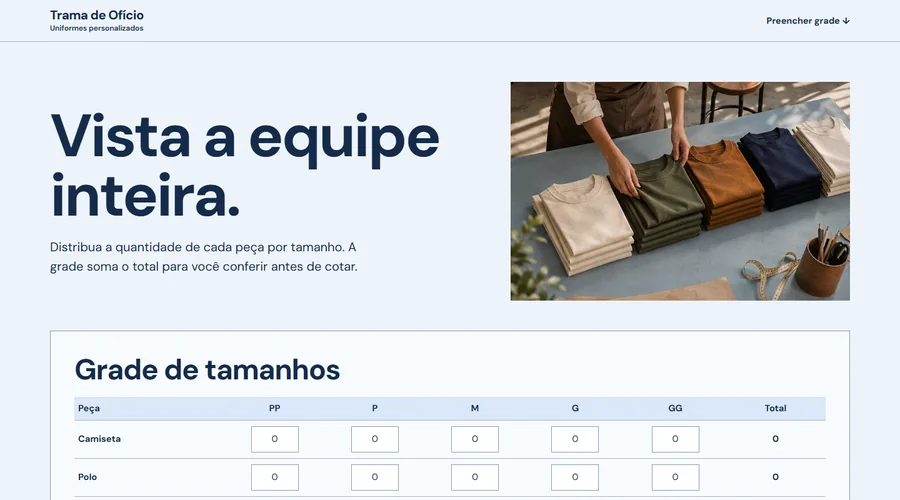 Trama de Ofício
Uniformes personalizados
Preencher grade ↓
Vista a equipe
inteira.
Distribua a quantidade de cada peça por tamanho. A
grade soma o total para você conferir antes de cotar.
Grade de tamanhos
Peça PP P M G GG Total
Camiseta 0 0 0 0 0 0
Polo 0 0 0 0 0 0